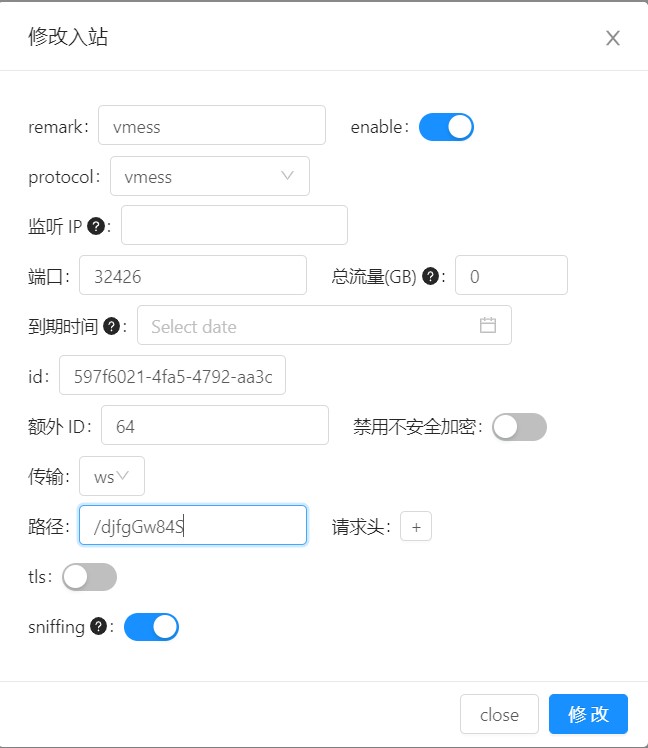 修改入站
remark: vmess enable:
protocol: vmess
监听 IP ? :
端口: 32426 总流量(GB) ? : 0
到期时间 ? : Select date
id: 597f6021-4fa5-4792-aa3c
额外 ID: 64 禁用不安全加密:
传输: ws
路径: /djfgGw84S 请求头: +
tls:
sniffing ? :
close 修 改